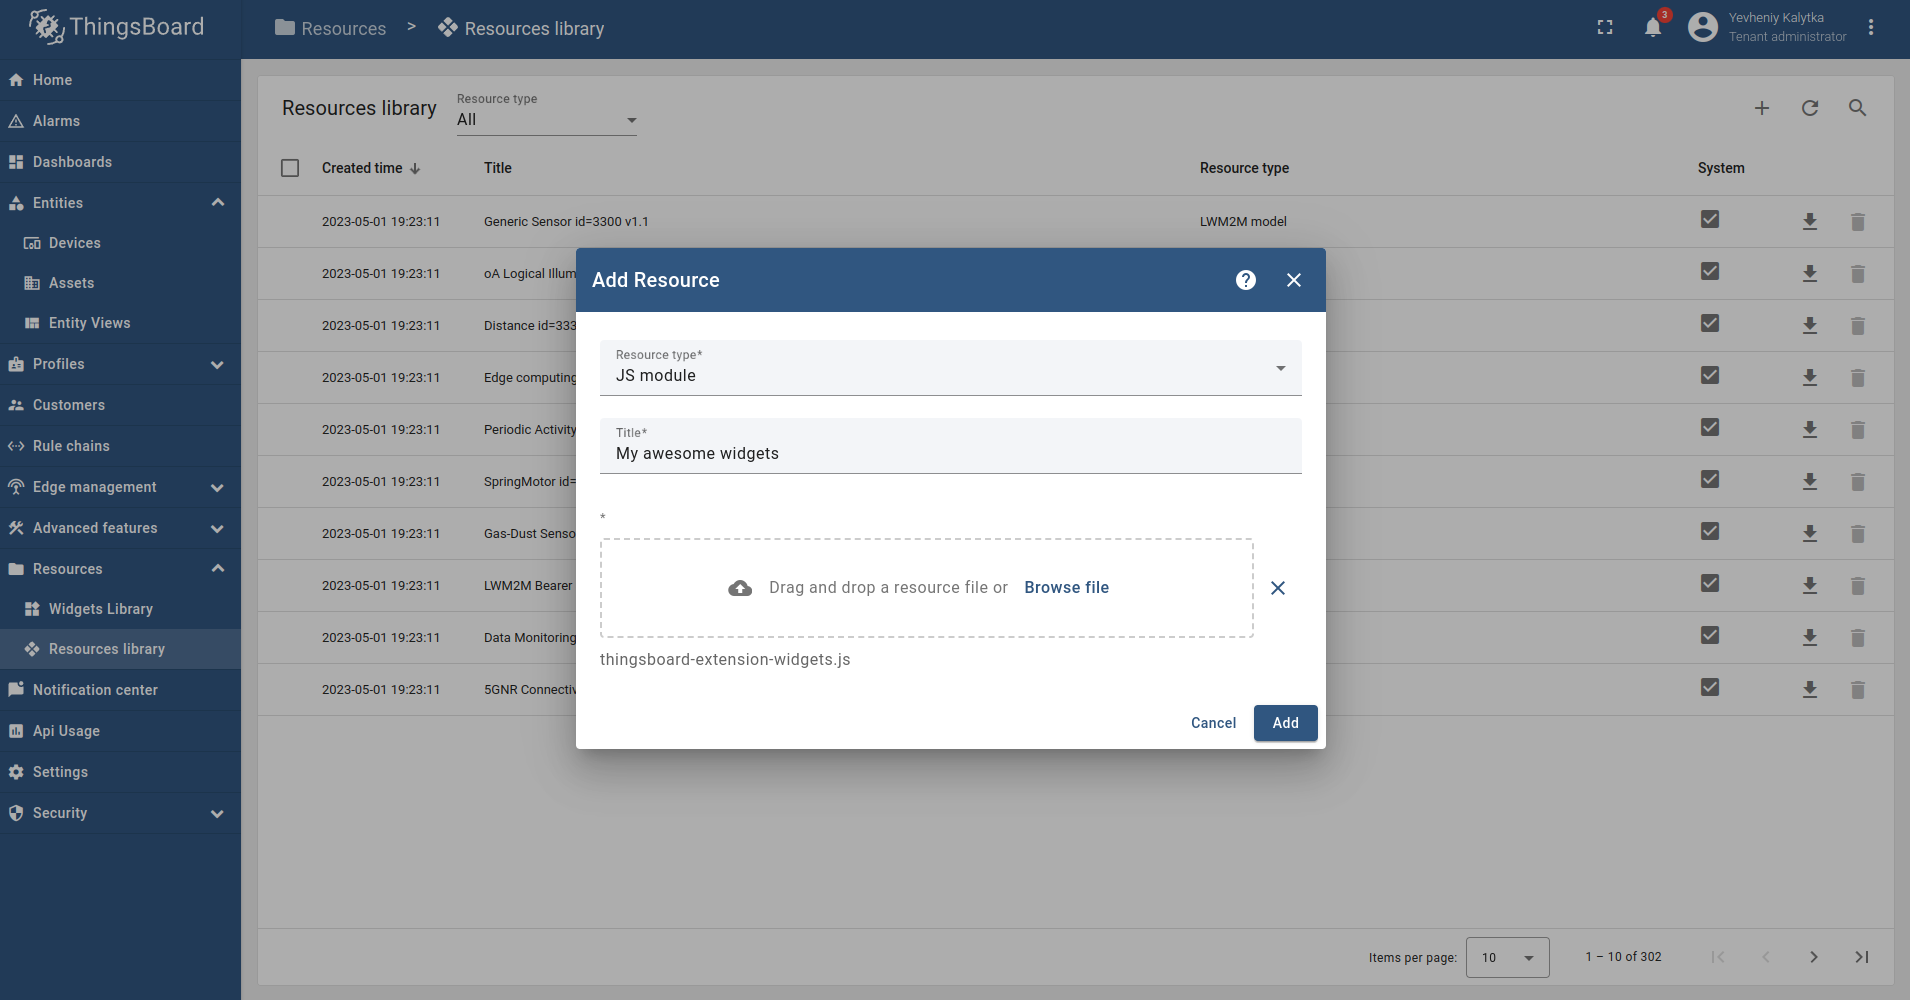 ThingsBoard
Resources > Resources library
3
Yevheniy Kalytka
Tenant administrator
Home
Alarms
Dashboards
Entities
Devices
Assets
Entity Views
Profiles
Customers
Rule chains
Edge management
Advanced features
Resources
Widgets Library
Resources library
Notification center
Api Usage
Settings
Security
Resources library
Resource type
All
Created time Title Resource type System
2023-05-01 19:23:11 Generic Sensor id=3300 v1.1 LWM2M model
2023-05-01 19:23:11 oA Logical Illum
2023-05-01 19:23:11 Distance id=333
2023-05-01 19:23:11 Edge computing
2023-05-01 19:23:11 Periodic Activity
2023-05-01 19:23:11 SpringMotor id=
2023-05-01 19:23:11 Gas-Dust Senso
2023-05-01 19:23:11 LWM2M Bearer
2023-05-01 19:23:11 Data Monitoring
2023-05-01 19:23:11 5GNR Connectiv
Add Resource
?
Resource type*
JS module
Title*
My awesome widgets
*
Drag and drop a resource file or Browse file
thingsboard-extension-widgets.js
Cancel Add
Items per page: 10 1 – 10 of 302